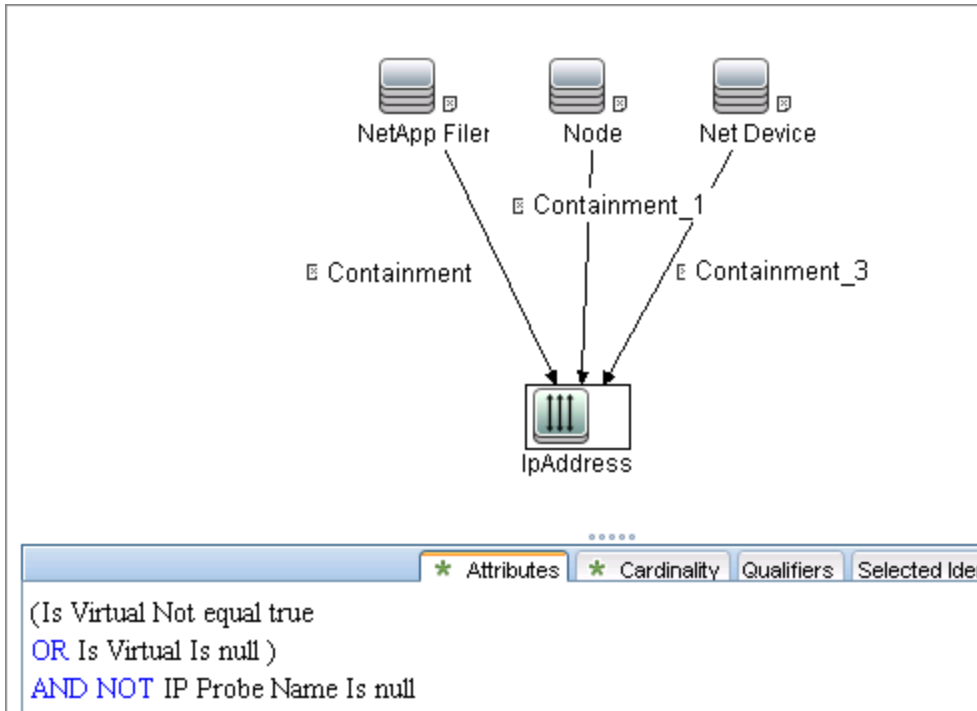 NetApp Filer
Node
Net Device
Containment_1
Containment
Containment_3
IpAddress
* Attributes * Cardinality Qualifiers Selected Ide
(Is Virtual Not equal true
OR Is Virtual Is null )
AND NOT IP Probe Name Is null